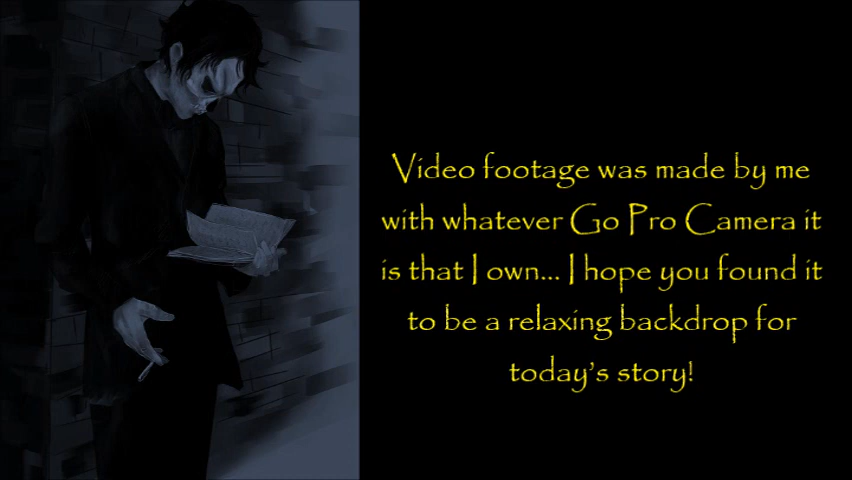 Video footage was made by me
with whatever Go Pro Camera it
is that I own... I hope you found it
to be a relaxing backdrop for
today's story!